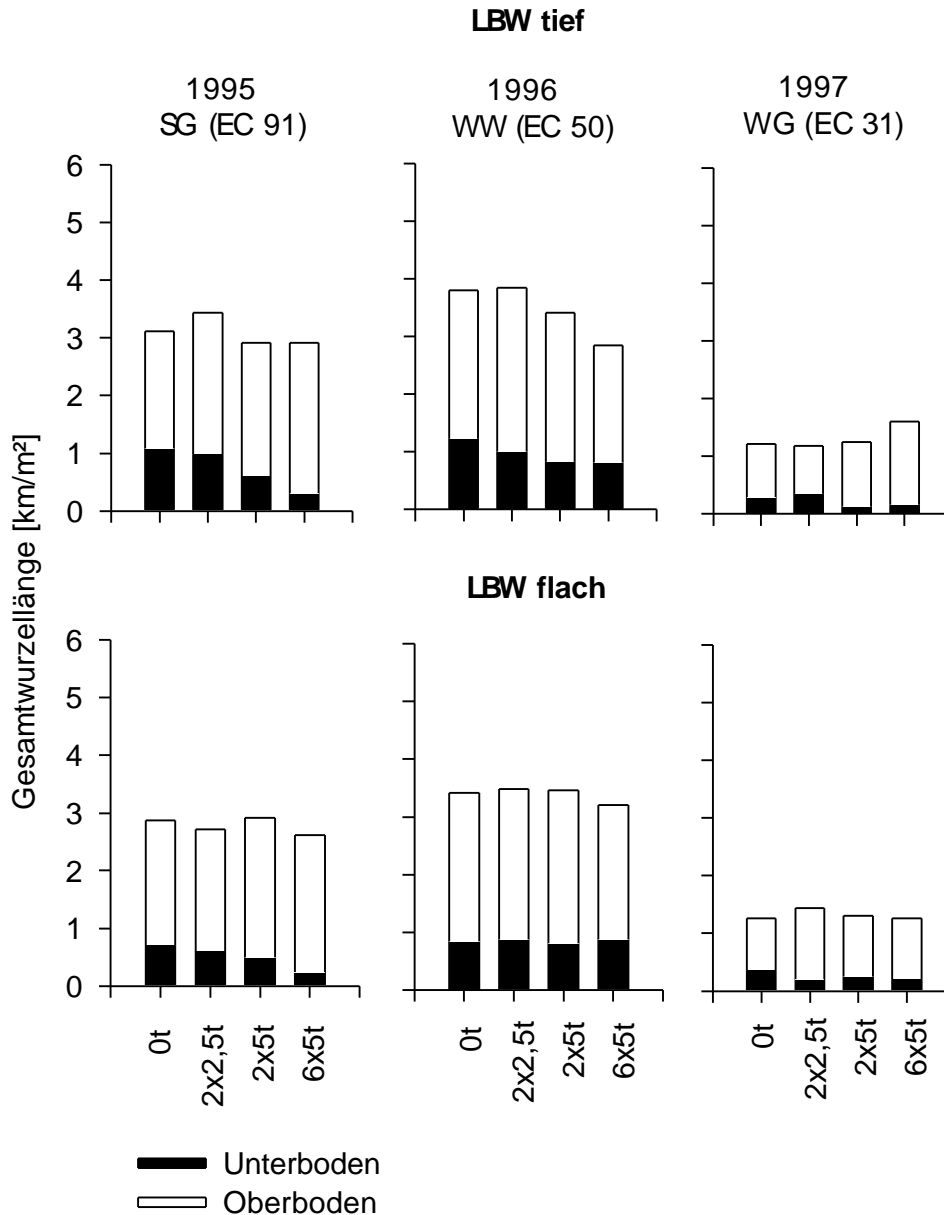 LBW tief
1995
SG (EC 91)
1996
WW (EC 50)
1997
WG (EC 31)
Gesamtwurzellänge [km/m²]
6
5
4
3
2
1
0
LBW flach
6
5
4
3
2
1
0
0t
2x2,5t
2x5t
6x5t
0t
2x2,5t
2x5t
6x5t
0t
2x2,5t
2x5t
6x5t
Unterboden
Oberboden